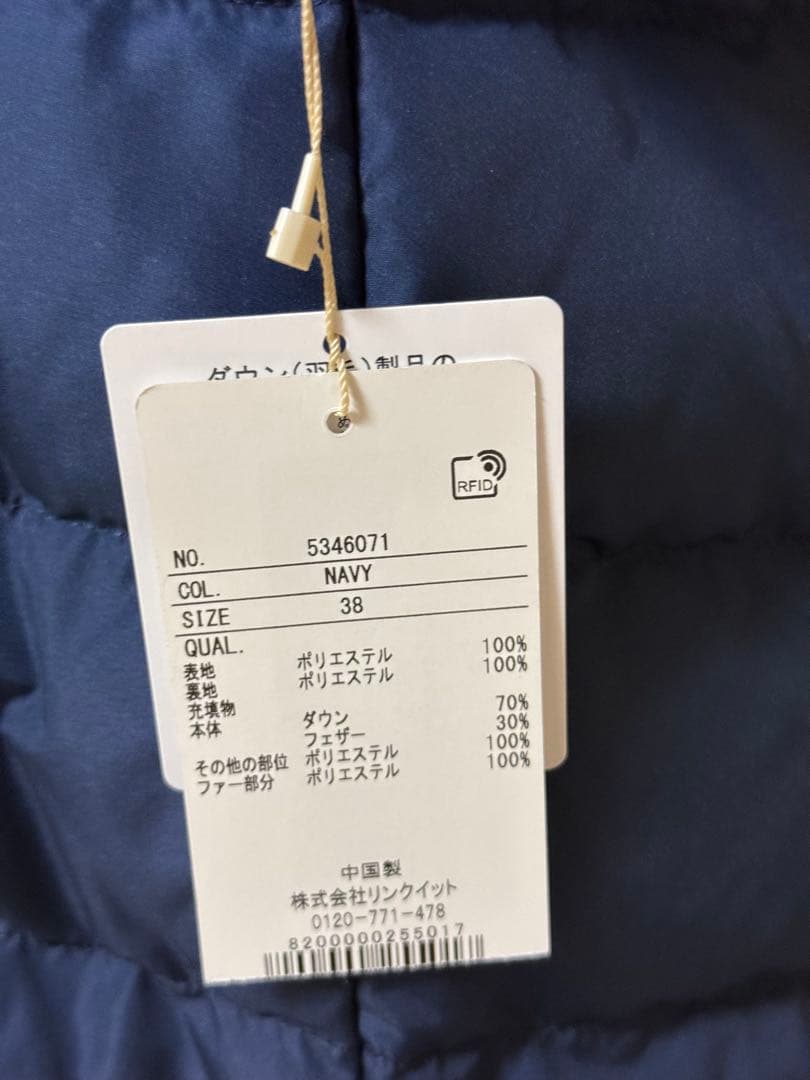 ダウン(羽毛)製品の
め
RFID
NO. 5346071
COL. NAVY
SIZE 38
QUAL.
表地 ポリエステル 100%
裏地 ポリエステル 100%
充填物
本体 ダウン 70%
フェザー 30%
その他の部位 ポリエステル 100%
ファー部分 ポリエステル 100%
中国製
株式会社リンクイット
0120-771-478
8200000255017